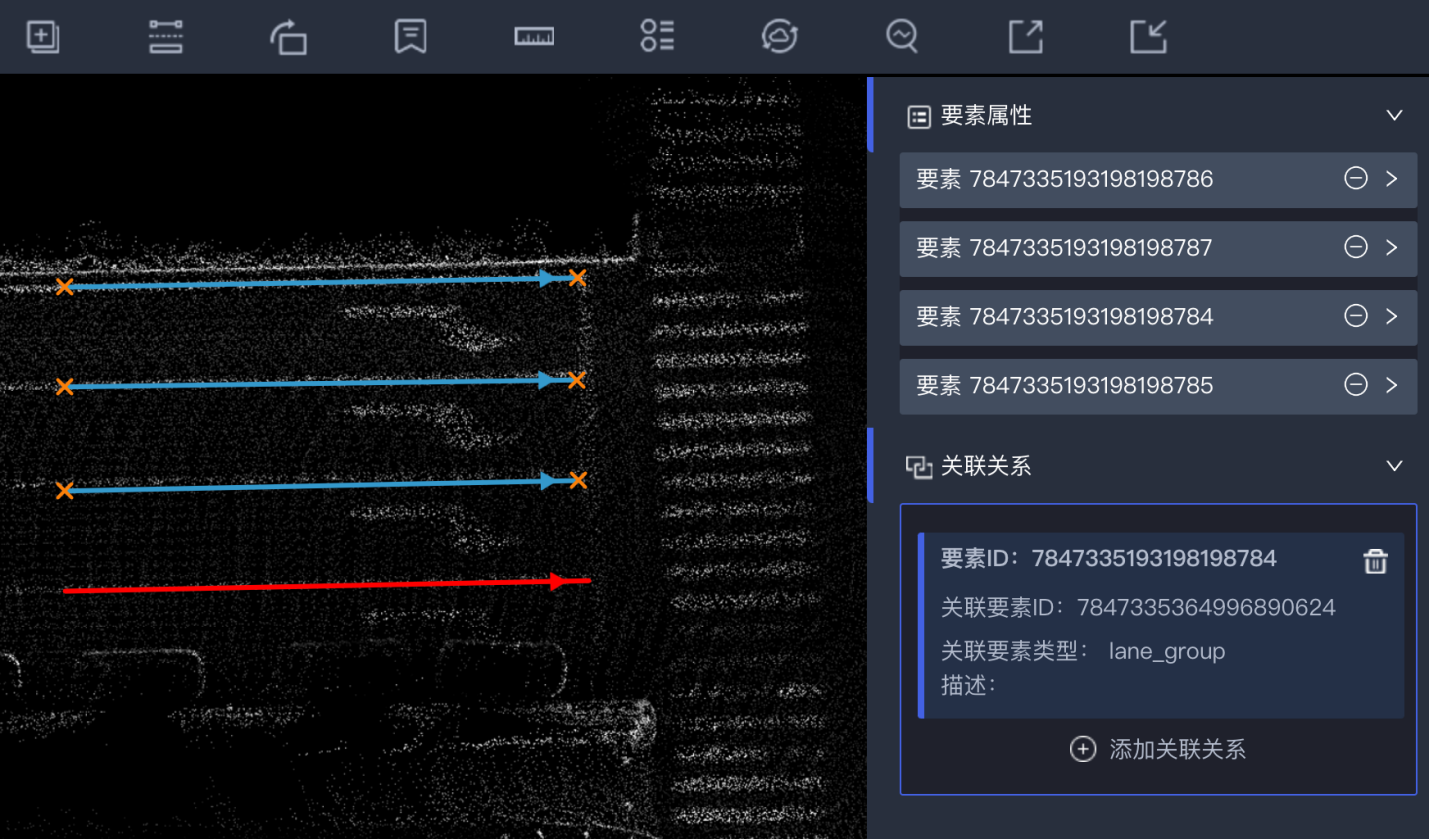 要素属性
要素 7847335193198198786
要素 7847335193198198787
要素 7847335193198198784
要素 7847335193198198785
关联关系
要素ID：7847335193198198784
关联要素ID：7847335364996890624
关联要素类型： lane_group
描述：
添加关联关系